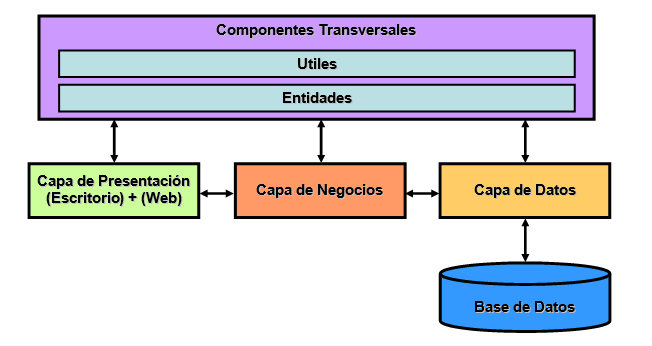 Componentes Transversales
Utiles
Entidades
Capa de Presentación
(Escritorio) + (Web)
Capa de Negocios
Capa de Datos
Base de Datos